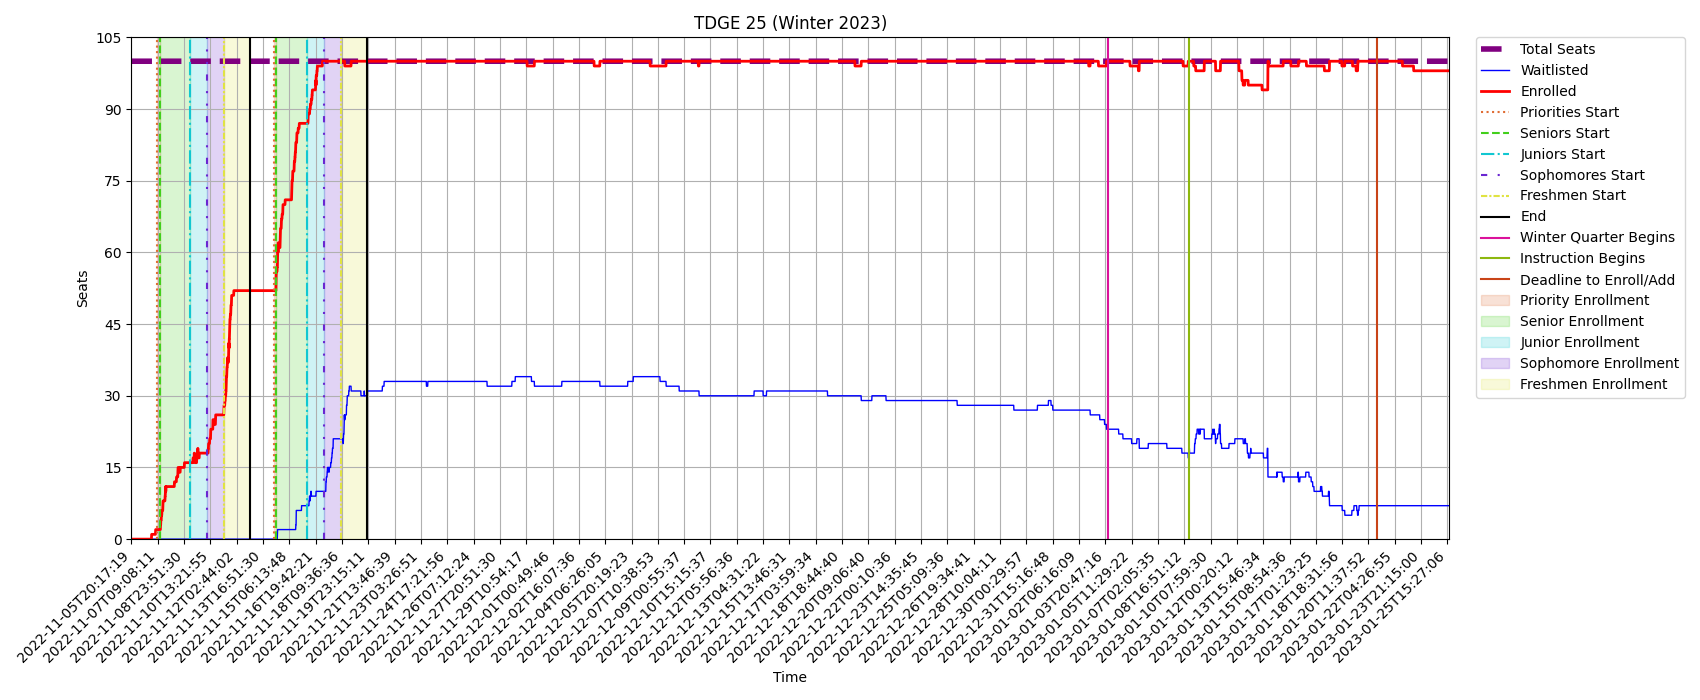 TDGE 25 (Winter 2023)
105
90
75
60
45
30
15
0
Seats
2022-11-05T20:17:19
2022-11-07T09:08:11
2022-11-08T23:51:30
2022-11-10T13:21:55
2022-11-12T02:44:02
2022-11-13T16:51:30
2022-11-15T06:13:48
2022-11-16T19:42:21
2022-11-18T09:36:36
2022-11-19T23:15:11
2022-11-21T13:46:39
2022-11-23T03:26:51
2022-11-24T17:21:56
2022-11-26T07:12:24
2022-11-27T20:51:30
2022-11-29T10:54:17
2022-12-01T00:49:46
2022-12-02T16:07:36
2022-12-04T06:26:05
2022-12-05T20:19:23
2022-12-07T10:38:53
2022-12-09T00:55:37
2022-12-10T15:15:37
2022-12-12T05:56:36
2022-12-13T04:31:22
2022-12-15T13:46:31
2022-12-17T03:59:34
2022-12-18T18:44:40
2022-12-20T09:06:40
2022-12-22T00:10:36
2022-12-23T14:35:45
2022-12-25T05:09:36
2022-12-26T19:34:41
2022-12-28T10:04:11
2022-12-30T00:29:57
2022-12-31T15:16:48
2023-01-02T06:16:09
2023-01-03T20:47:16
2023-01-05T11:29:22
2023-01-07T02:05:35
2023-01-08T16:51:12
2023-01-10T07:59:30
2023-01-12T00:20:12
2023-01-13T15:46:34
2023-01-15T08:54:36
2023-01-17T01:23:25
2023-01-18T18:31:56
2023-01-20T11:37:52
2023-01-22T04:26:55
2023-01-23T21:15:00
2023-01-25T15:27:06
Time
Total Seats
Waitlisted
Enrolled
Priorities Start
Seniors Start
Juniors Start
Sophomores Start
Freshmen Start
End
Winter Quarter Begins
Instruction Begins
Deadline to Enroll/Add
Priority Enrollment
Senior Enrollment
Junior Enrollment
Sophomore Enrollment
Freshmen Enrollment